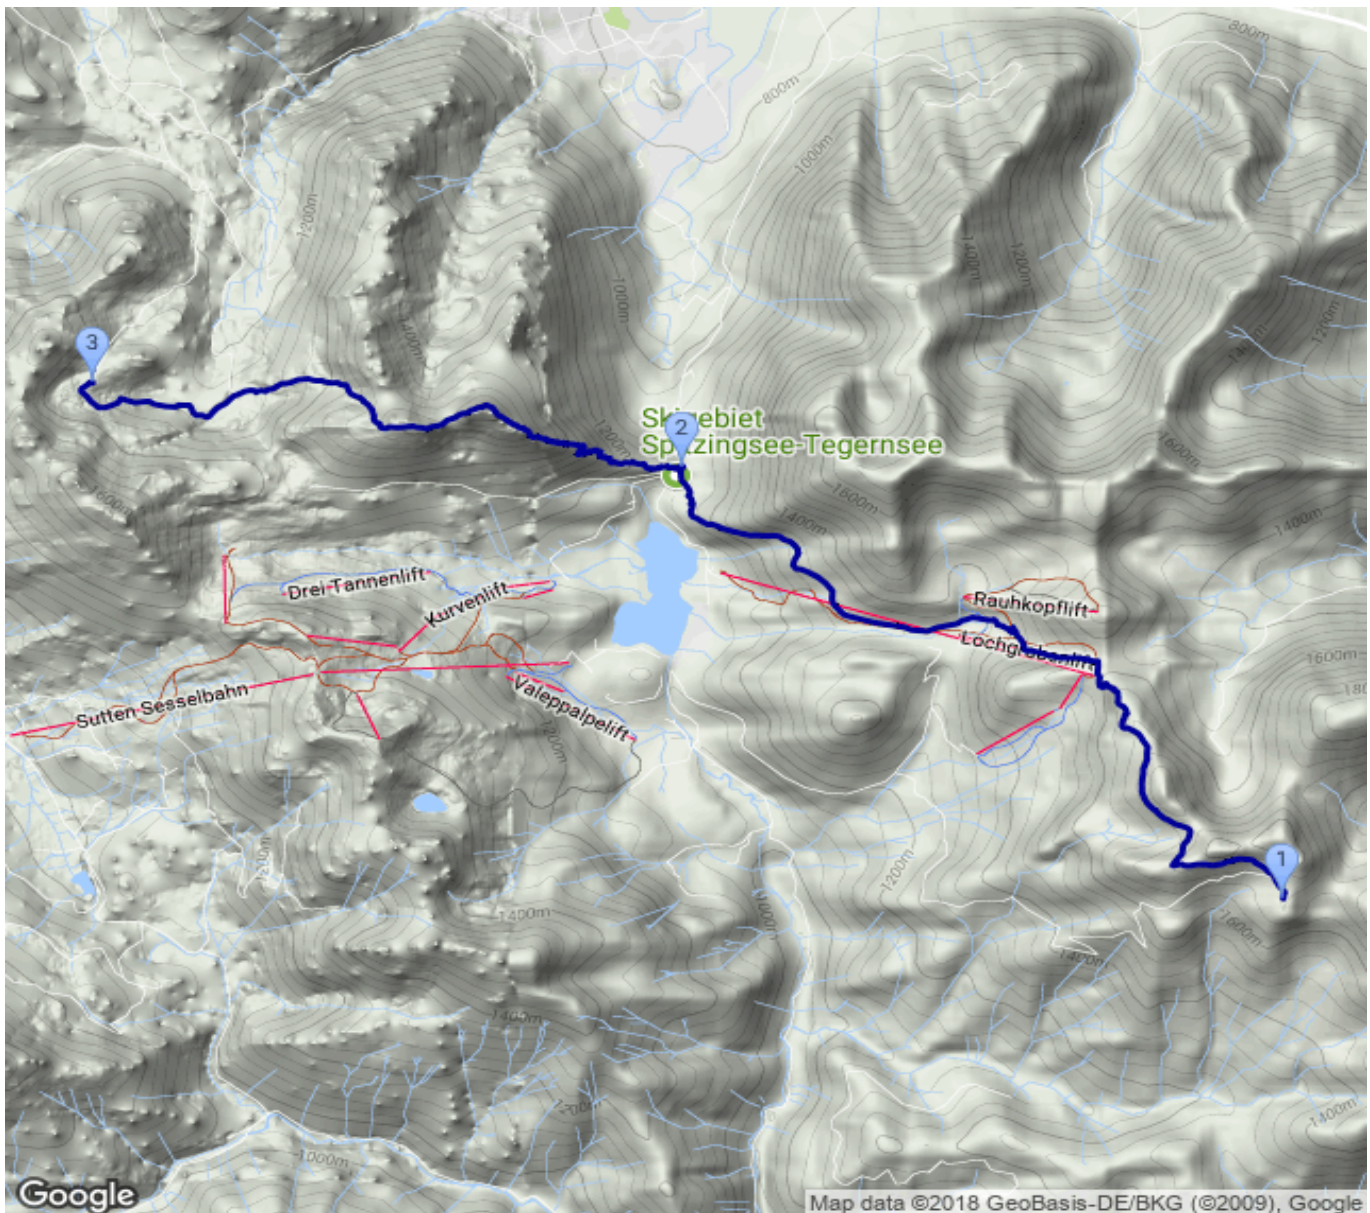 800m
800m
1000m
1200m
1400m
1200m
1400m
1200m
1000m
1400m
3
Skigebiet
2
Spitzingsee-Tegernsee
1200m
1600m
1600m
1600m
1400m
1400m
Drei Tannenlift
Kurvenlift
Rauhkopflift
Lochgrabenlift
1600m
Sutten Sesselbahn
Valeppalpelift
1200m
1200m
1200m
1
1400m
1000m
1600m
1400m
1400m
1200m
1400m
1000m
Google
Map data ©2018 GeoBasis-DE/BKG (©2009), Google